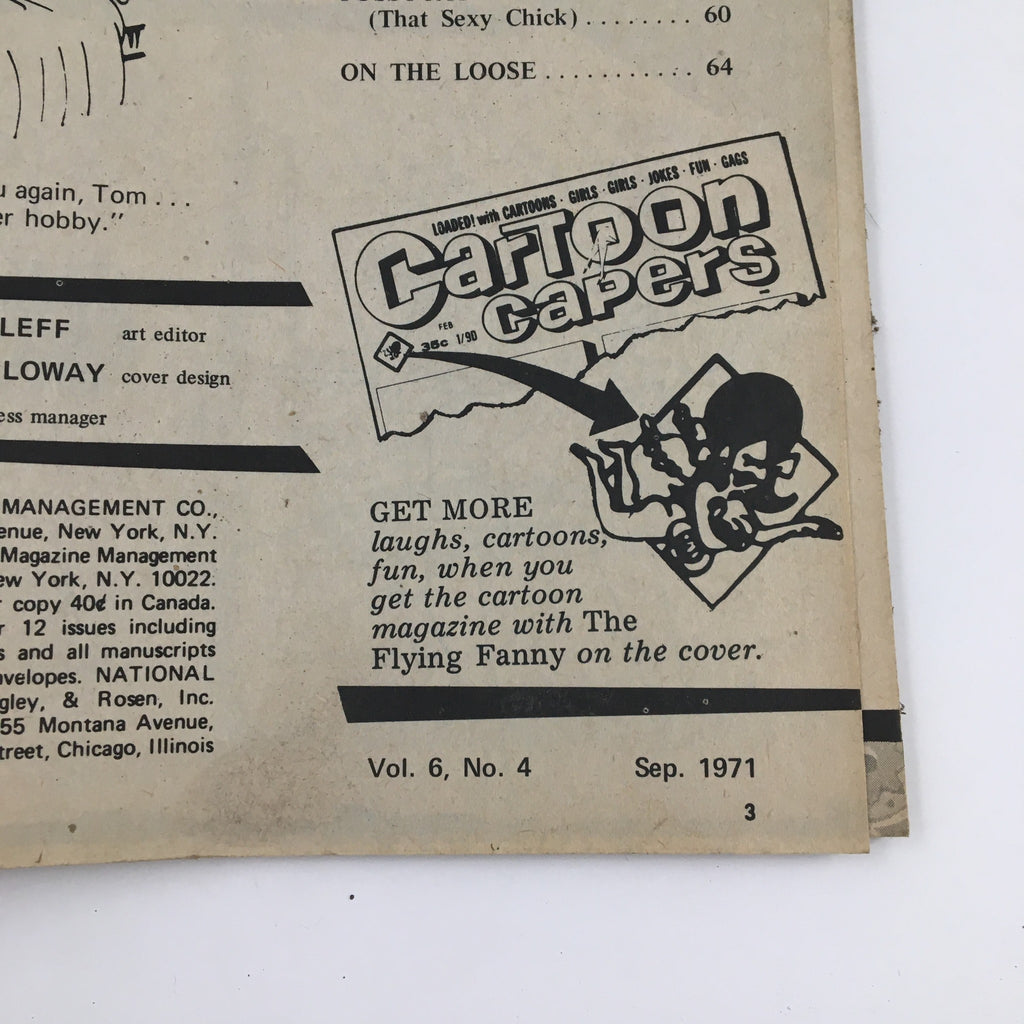 (That Sexy Chick) ........ 60
ON THE LOOSE ........... 64
again, Tom ...
hobby."
LEFF art editor
LOWAY cover design
ess manager
MANAGEMENT CO.,
enue, New York, N.Y.
Magazine Management
ew York, N.Y. 10022.
copy 40¢ in Canada.
12 issues including
s and all manuscripts
nvelopes. NATIONAL
gley, & Rosen, Inc.
55 Montana Avenue,
treet, Chicago, Illinois
LOADED! with CARTOONS · GIRLS · GIRLS · JOKES · FUN · GAGS
CARTOON
CAPERS
FEB
35c 1/9D
GET MORE
laughs, cartoons,
fun, when you
get the cartoon
magazine with The
Flying Fanny on the cover.
Vol. 6, No. 4 Sep. 1971
3